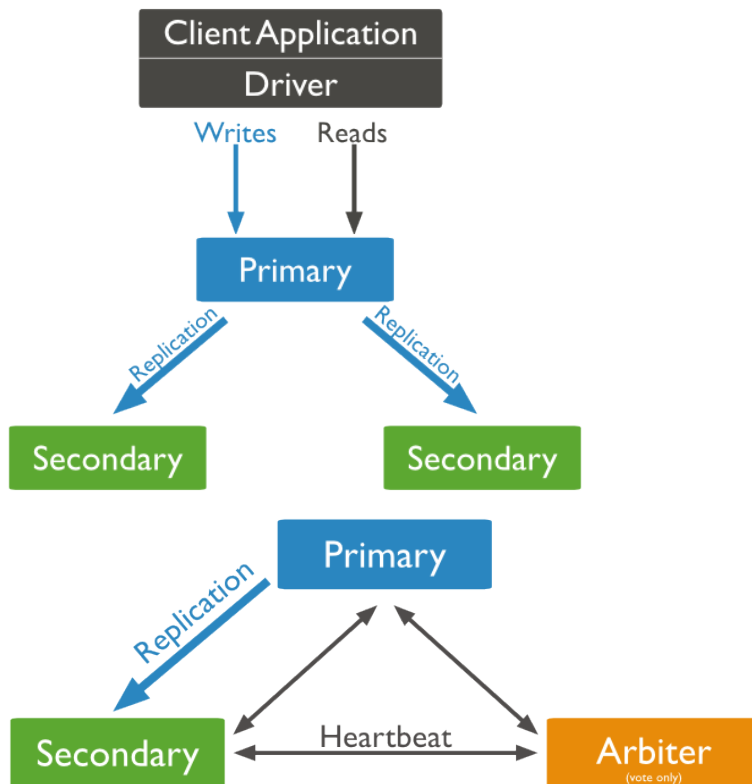 Client Application
Driver
Writes Reads
Primary
Replication Replication
Secondary Secondary
Primary
Replication
Heartbeat
Secondary Arbiter
(vote only)